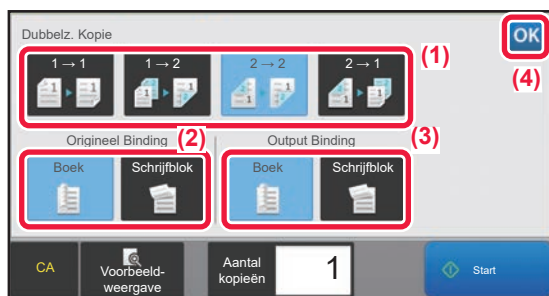 Dubbelz. Kopie
OK
1 → 1
1 → 2
2 → 2
2 → 1
(1)
(4)
Origineel Binding
(2)
Output Binding
(3)
Boek
Schrijfblok
Boek
Schrijfblok
CA
Voorbeeld-
weergave
Aantal
kopieën
1
Start